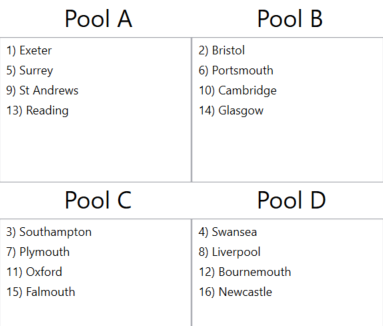 Pool A
1) Exeter
5) Surrey
9) St Andrews
13) Reading
Pool B
2) Bristol
6) Portsmouth
10) Cambridge
14) Glasgow
Pool C
3) Southampton
7) Plymouth
11) Oxford
15) Falmouth
Pool D
4) Swansea
8) Liverpool
12) Bournemouth
16) Newcastle